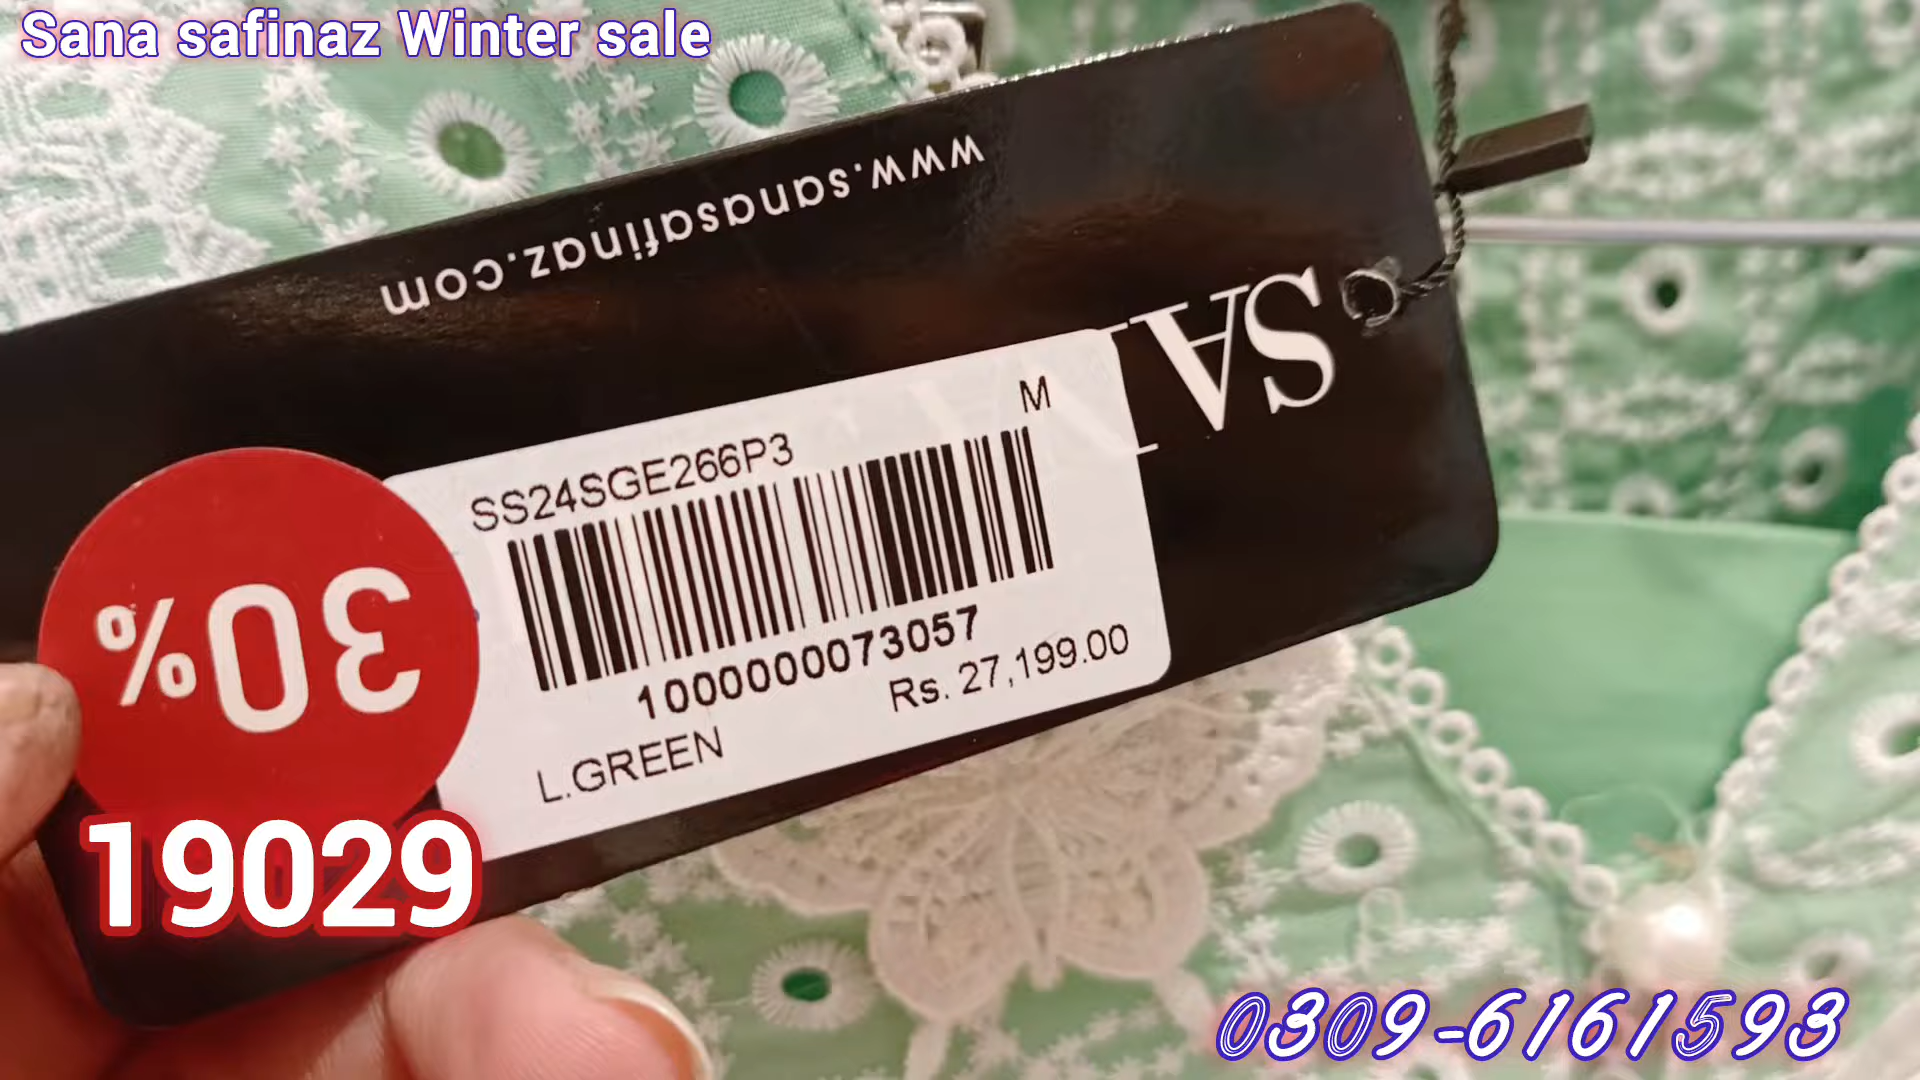 Sana safinaz Winter sale
www.sanasafinaz.com
SA
M
SS24SGE266P3
1000000073057
Rs. 27,199.00
L.GREEN
30%
19029
0309-6161593